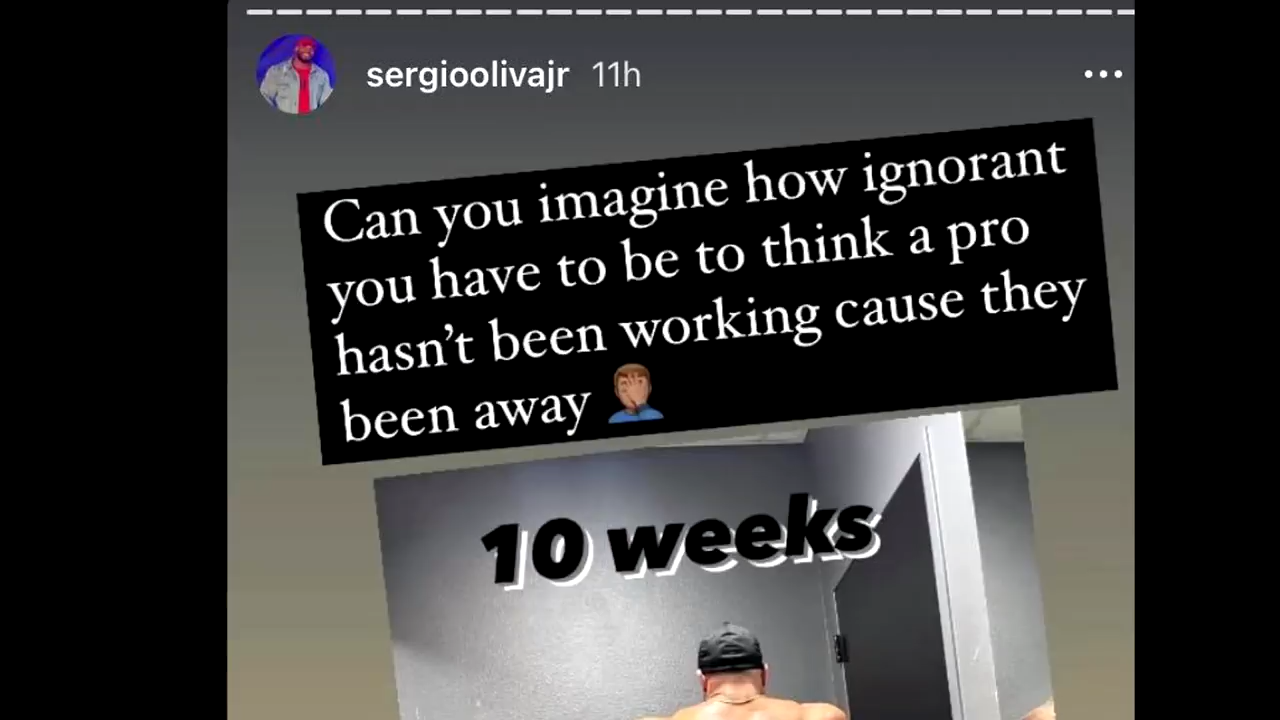 sergioolivajr 11h
Can you imagine how ignorant
you have to be to think a pro
hasn't been working cause they
been away 🤦🏽‍♂️
10 weeks